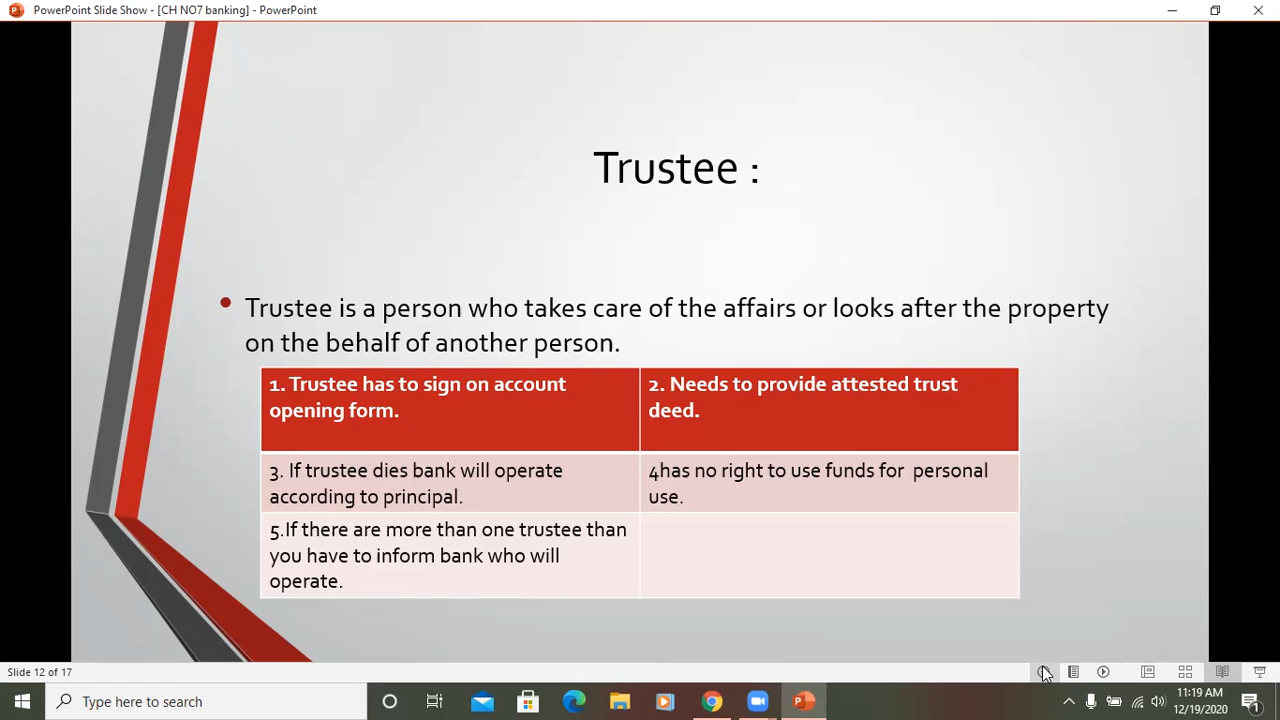 PowerPoint Slide Show - [CH NO7 banking] - PowerPoint
Trustee :
• Trustee is a person who takes care of the affairs or looks after the property
on the behalf of another person.
1. Trustee has to sign on account
opening form.
2. Needs to provide attested trust
deed.
3. If trustee dies bank will operate
according to principal.
4has no right to use funds for personal
use.
5.If there are more than one trustee than
you have to inform bank who will
operate.
Slide 12 of 17
Type here to search
11:19 AM
12/19/2020
1